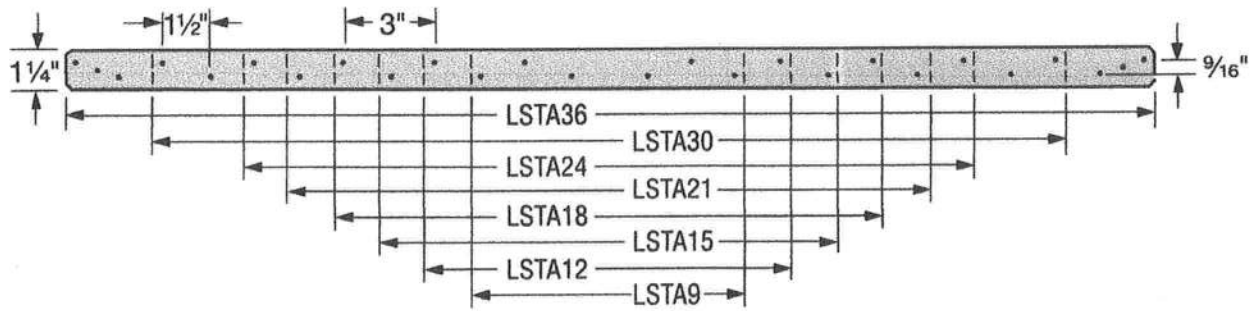 1½" 3"
1¼" 9/16"
LSTA36
LSTA30
LSTA24
LSTA21
LSTA18
LSTA15
LSTA12
LSTA9